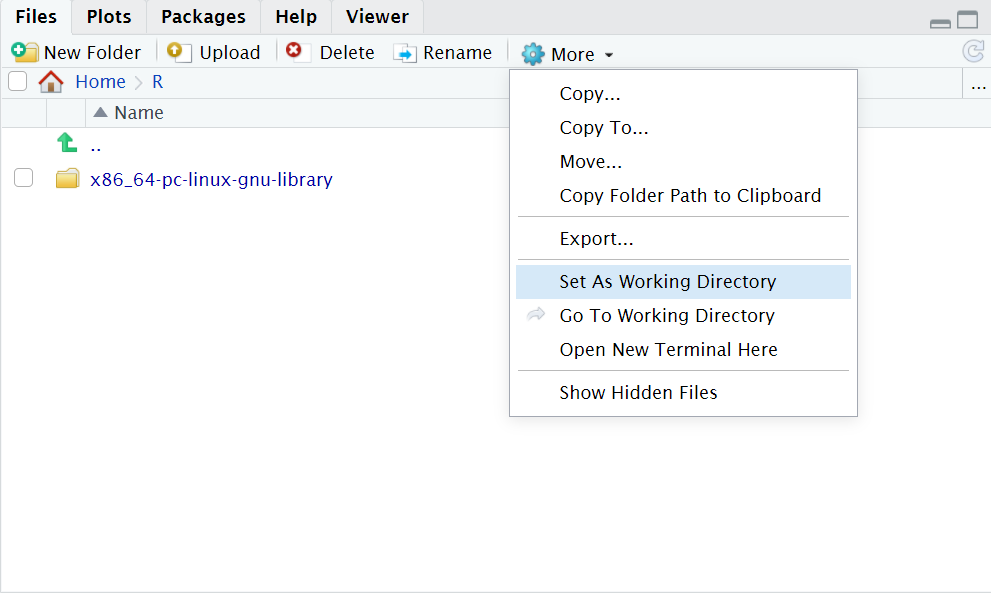 Files Plots Packages Help Viewer
New Folder Upload Delete Rename More
Home R ...
Name
..
x86_64-pc-linux-gnu-library
Copy...
Copy To...
Move...
Copy Folder Path to Clipboard
Export...
Set As Working Directory
Go To Working Directory
Open New Terminal Here
Show Hidden Files